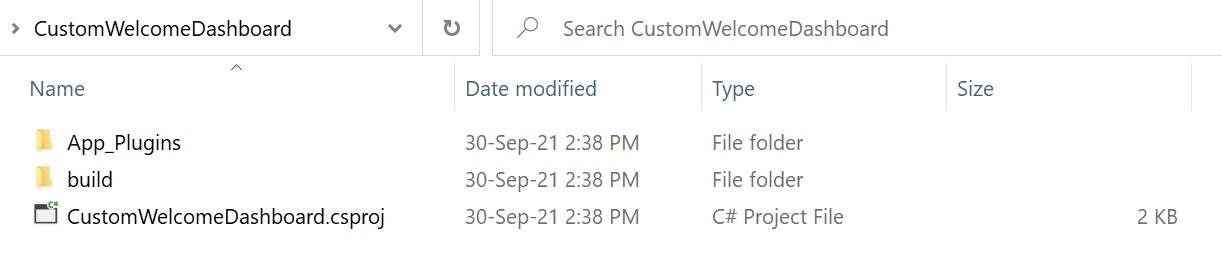 CustomWelcomeDashboard Search CustomWelcomeDashboard
Name Date modified Type Size
App_Plugins 30-Sep-21 2:38 PM File folder
build 30-Sep-21 2:38 PM File folder
C# CustomWelcomeDashboard.csproj 30-Sep-21 2:38 PM C# Project File 2 KB